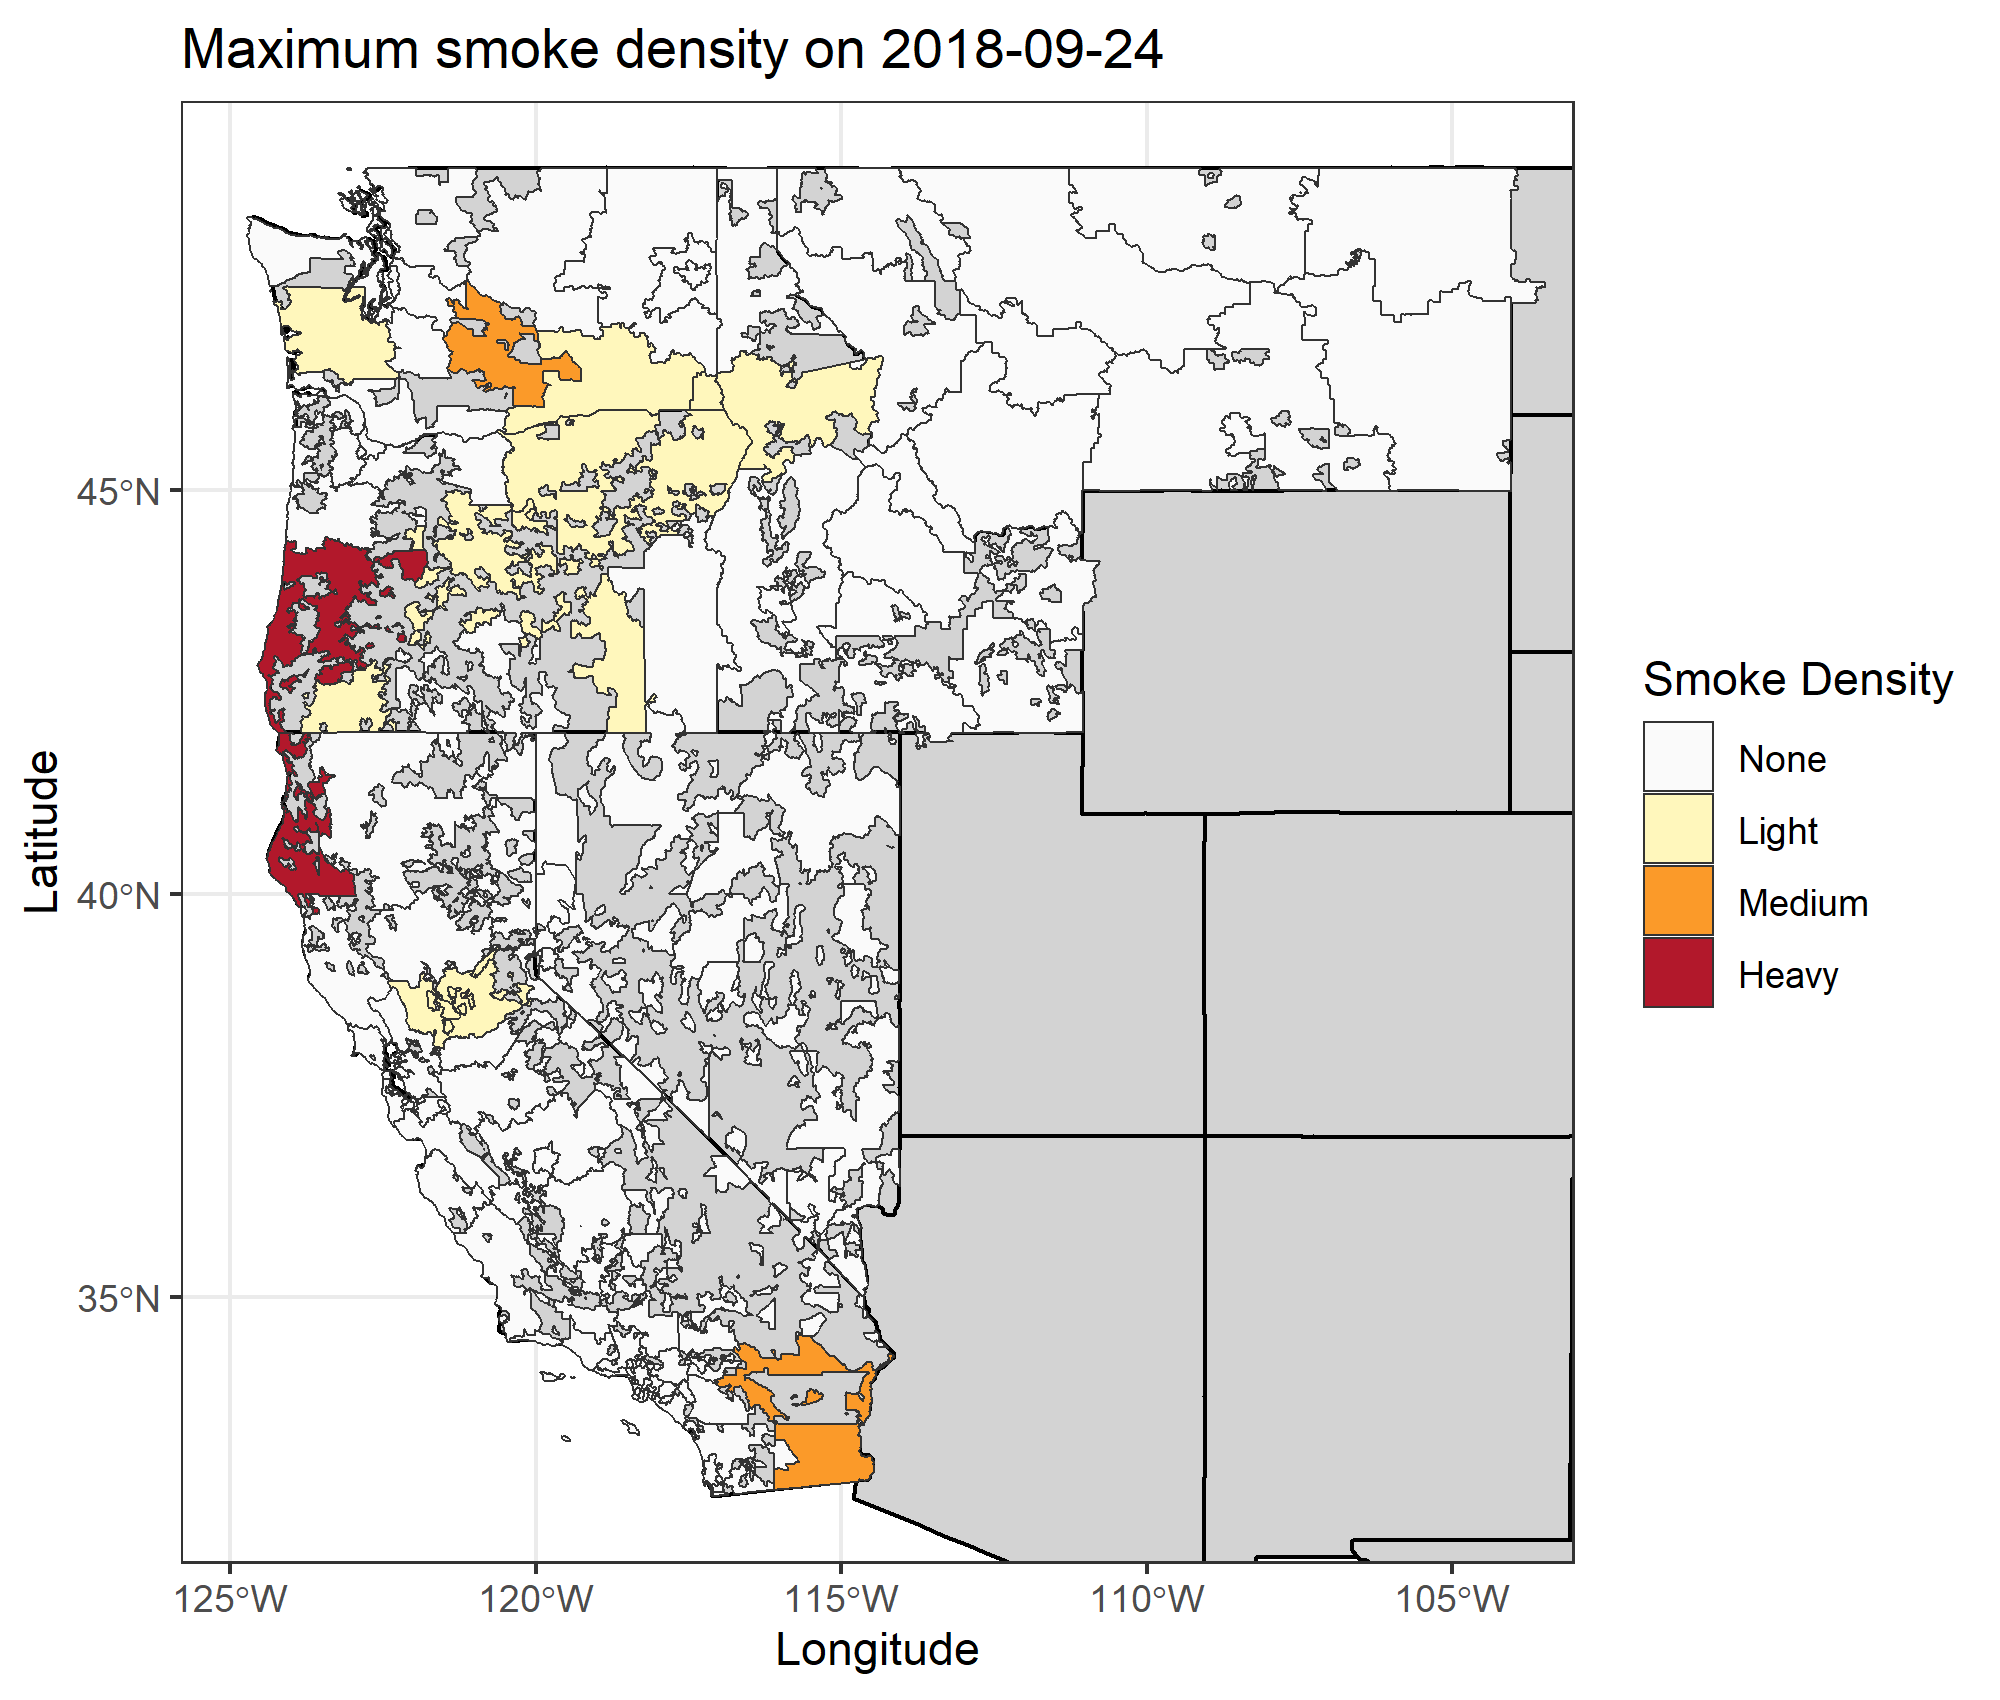 Maximum smoke density on 2018-09-24
45°N
40°N
35°N
Latitude
125°W 120°W 115°W 110°W 105°W
Longitude
Smoke Density
None
Light
Medium
Heavy